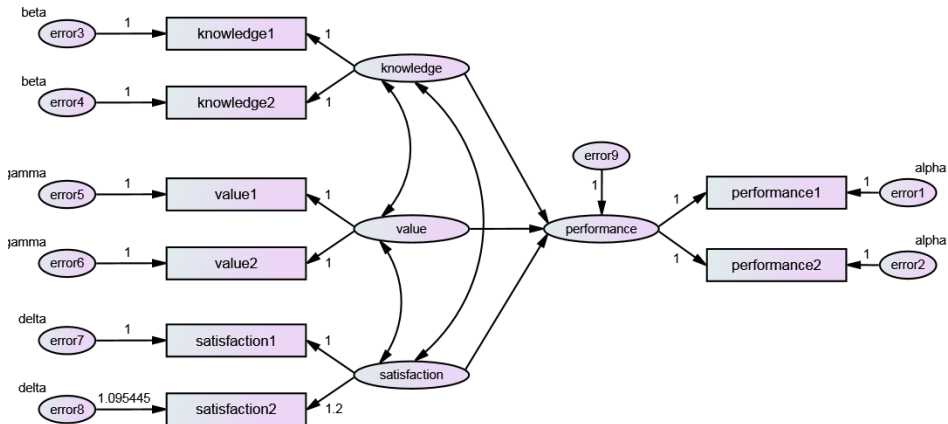 beta
error3
1
knowledge1
1
knowledge
beta
error4
1
knowledge2
1
gamma
error5
1
value1
1
value
gamma
error6
1
value2
1
delta
error7
1
satisfaction1
1
satisfaction
delta
error8
1.095445
satisfaction2
1.2
error9
1
performance
1
performance1
1
error1
alpha
1
performance2
1
error2
alpha